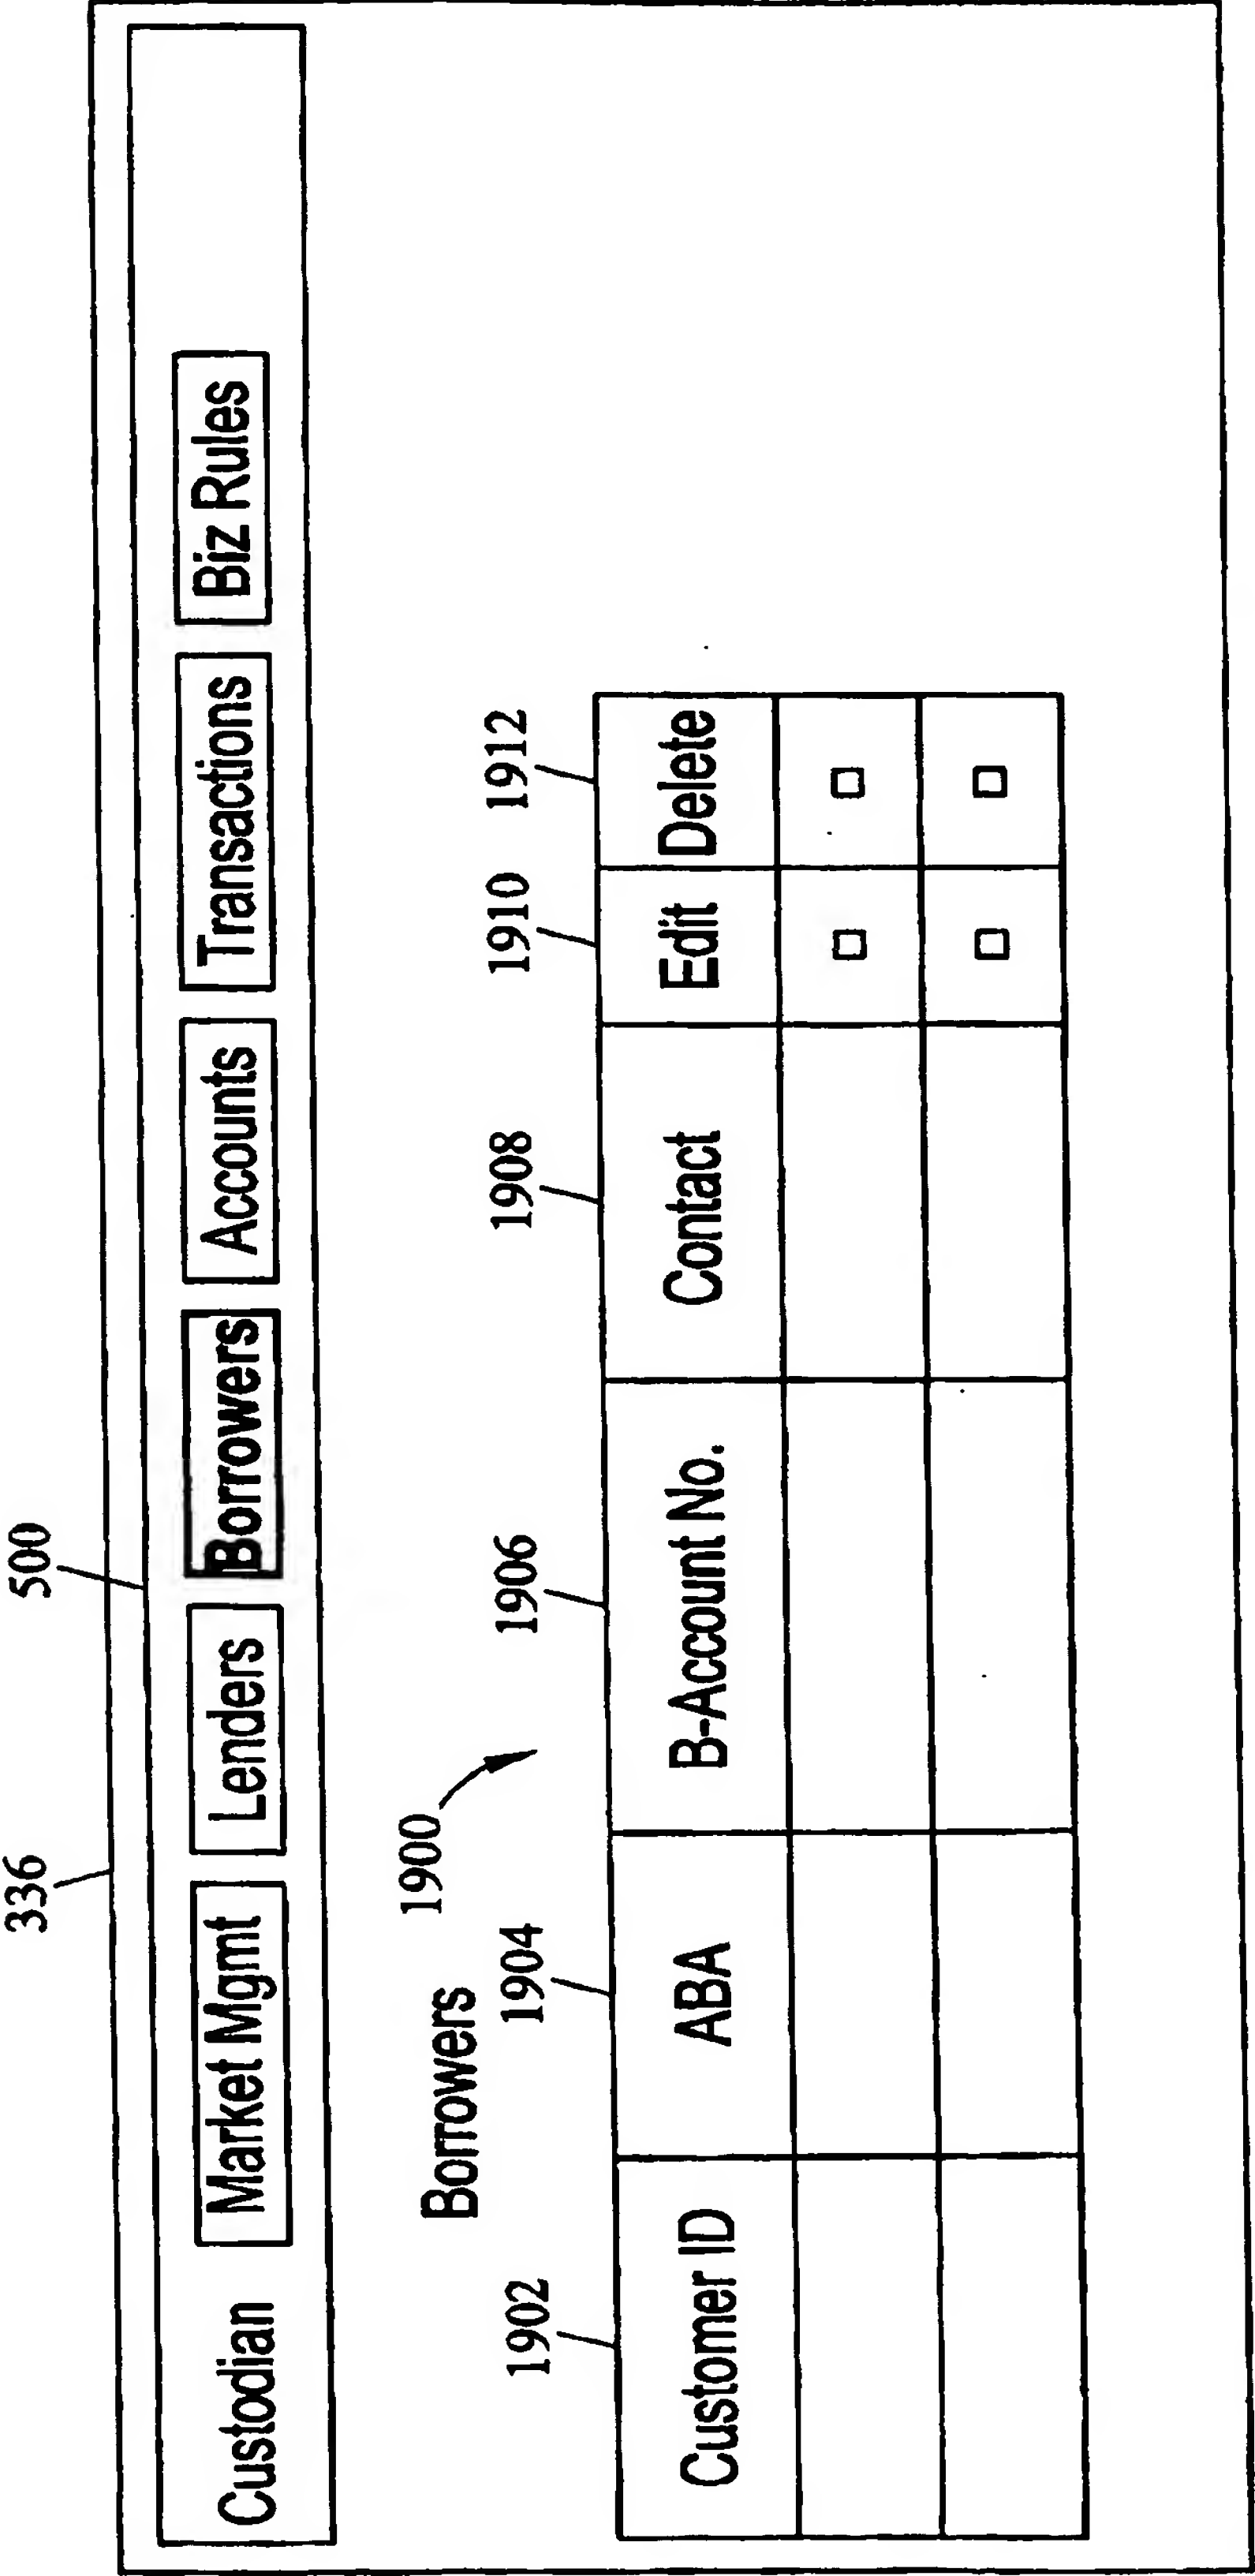 336 500
Custodian Market Mgmt Lenders Borrowers Accounts Transactions Biz Rules
Borrowers 1900
1902 1904 1906 1908 1910 1912
Customer ID ABA B-Account No. Contact Edit Delete